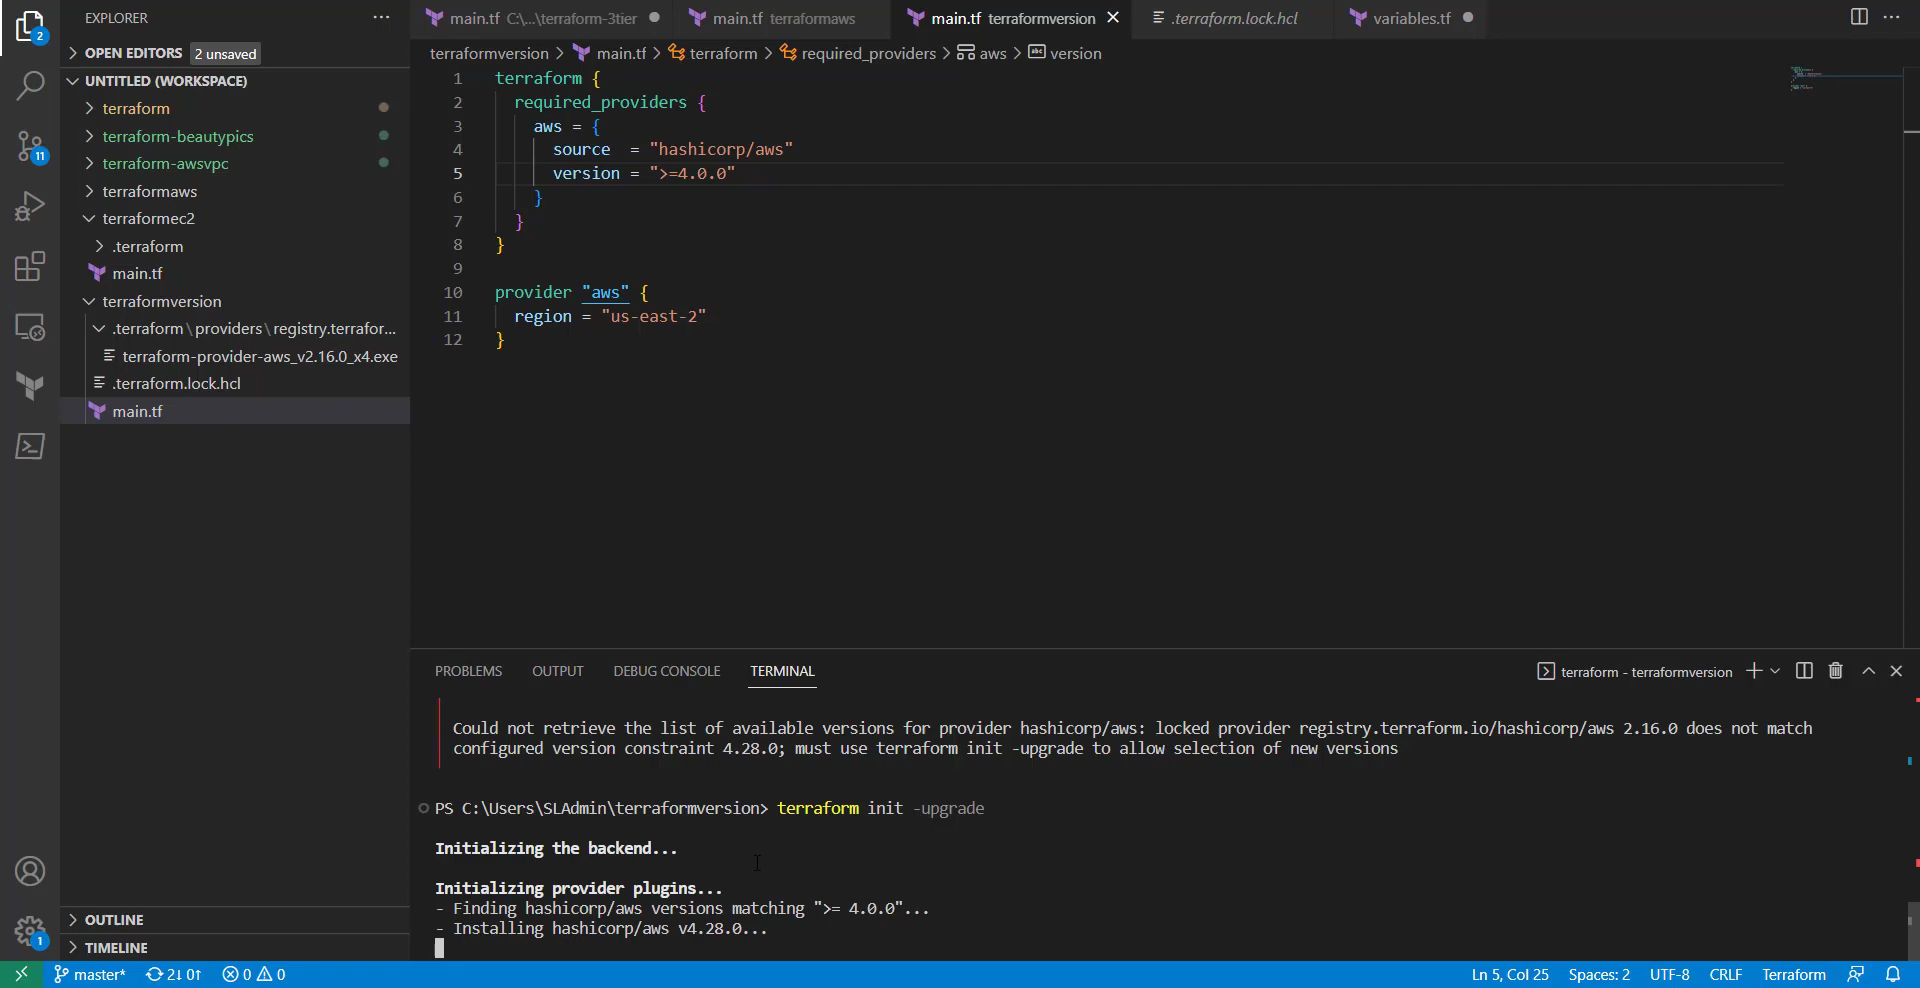 EXPLORER
OPEN EDITORS 2 unsaved
UNTITLED (WORKSPACE)
terraform
terraform-beautypics
terraform-awsvpc
terraformaws
terraformec2
.terraform
main.tf
terraformversion
.terraform\providers\registry.terrafor...
terraform-provider-aws_v2.16.0_x4.exe
.terraform.lock.hcl
main.tf
OUTLINE
TIMELINE
2
11
1
main.tf C:\...\terraform-3tier
main.tf terraformaws
main.tf terraformversion
.terraform.lock.hcl
variables.tf
terraformversion > main.tf > terraform > required_providers > aws > abc version
1 terraform {
2 required_providers {
3 aws = {
4 source = "hashicorp/aws"
5 version = ">=4.0.0"
6 }
7 }
8 }
9
10 provider "aws" {
11 region = "us-east-2"
12 }
PROBLEMS OUTPUT DEBUG CONSOLE TERMINAL
terraform - terraformversion
Could not retrieve the list of available versions for provider hashicorp/aws: locked provider registry.terraform.io/hashicorp/aws 2.16.0 does not match
configured version constraint 4.28.0; must use terraform init -upgrade to allow selection of new versions
PS C:\Users\SLAdmin\terraformversion> terraform init -upgrade
Initializing the backend...
Initializing provider plugins...
- Finding hashicorp/aws versions matching ">= 4.0.0"...
- Installing hashicorp/aws v4.28.0...
master* 2↓ 0↑ 0 0
Ln 5, Col 25 Spaces: 2 UTF-8 CRLF Terraform